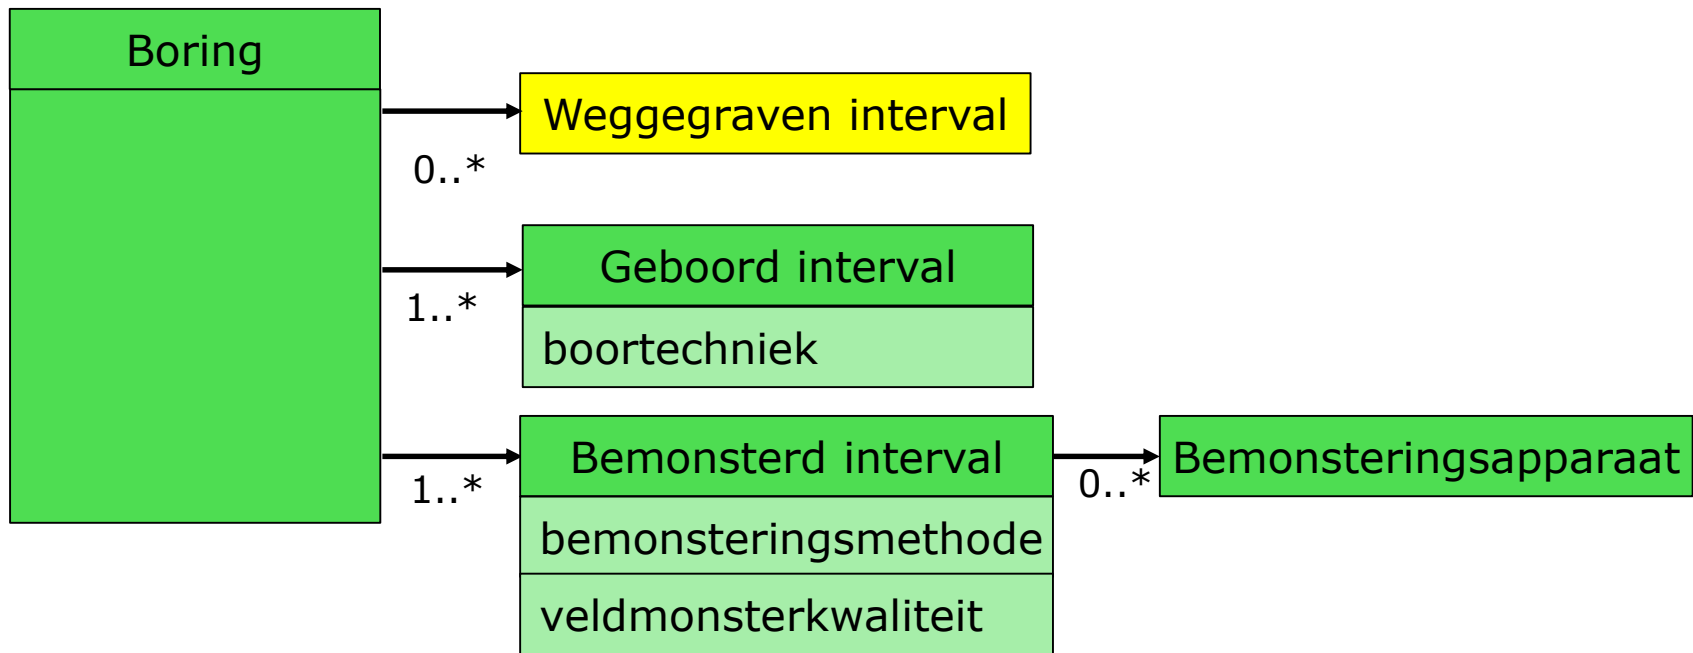 Boring
Weggegraven interval
0..*
Geboord interval
1..*
boortechniek
Bemonsterd interval
Bemonsteringsapparaat
1..*
0..*
bemonsteringsmethode
veldmonsterkwaliteit